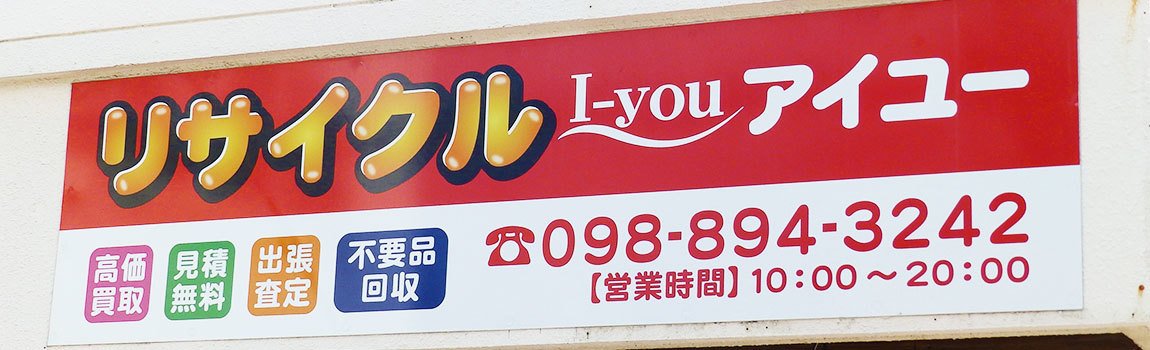 リサイクル I-you アイユー
高価買取
見積無料
出張査定
不要品回収
☎098-894-3242
【営業時間】10:00～20:00